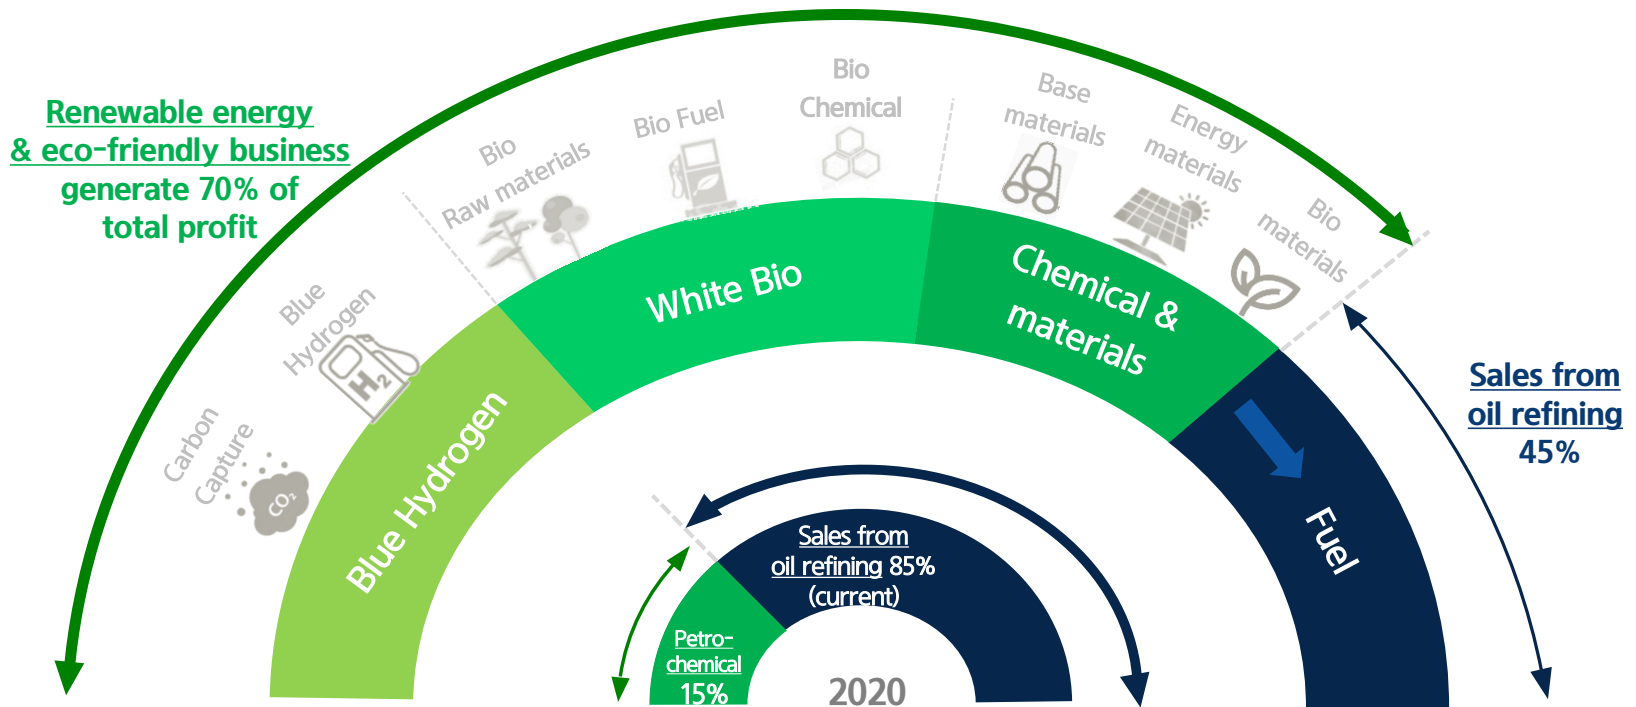 Renewable energy
& eco-friendly business
generate 70% of
total profit
Carbon
Capture
CO2
Blue
Hydrogen
H2
Bio
Raw materials
Bio Fuel
Bio
Chemical
Base
materials
Energy
materials
Bio
materials
Blue Hydrogen
White Bio
Chemical &
materials
Fuel
Sales from
oil refining
45%
Sales from
oil refining 85%
(current)
Petro-
chemical
15%
2020